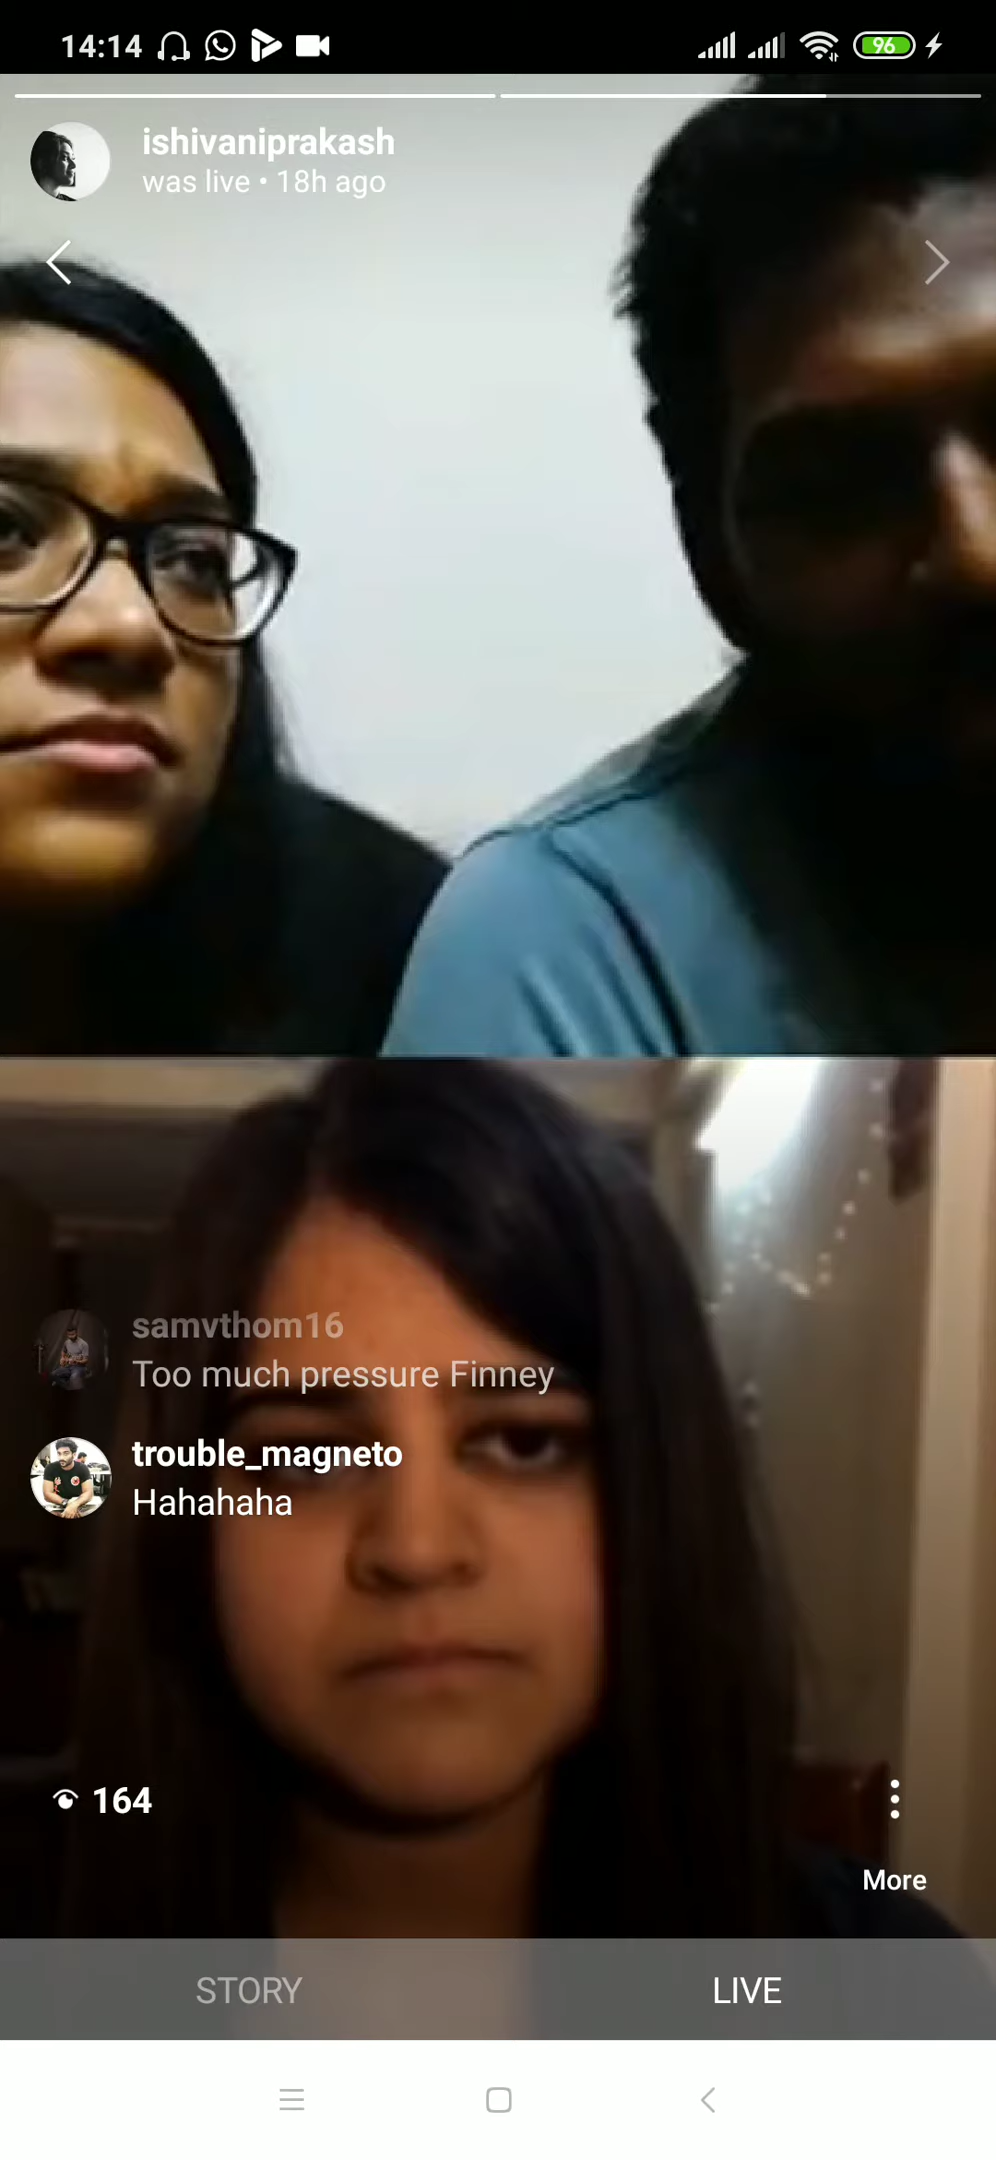 14:14
96
ishivaniprakash
was live • 18h ago
samvthom16
Too much pressure Finney
trouble_magneto
Hahahaha
164
More
STORY LIVE